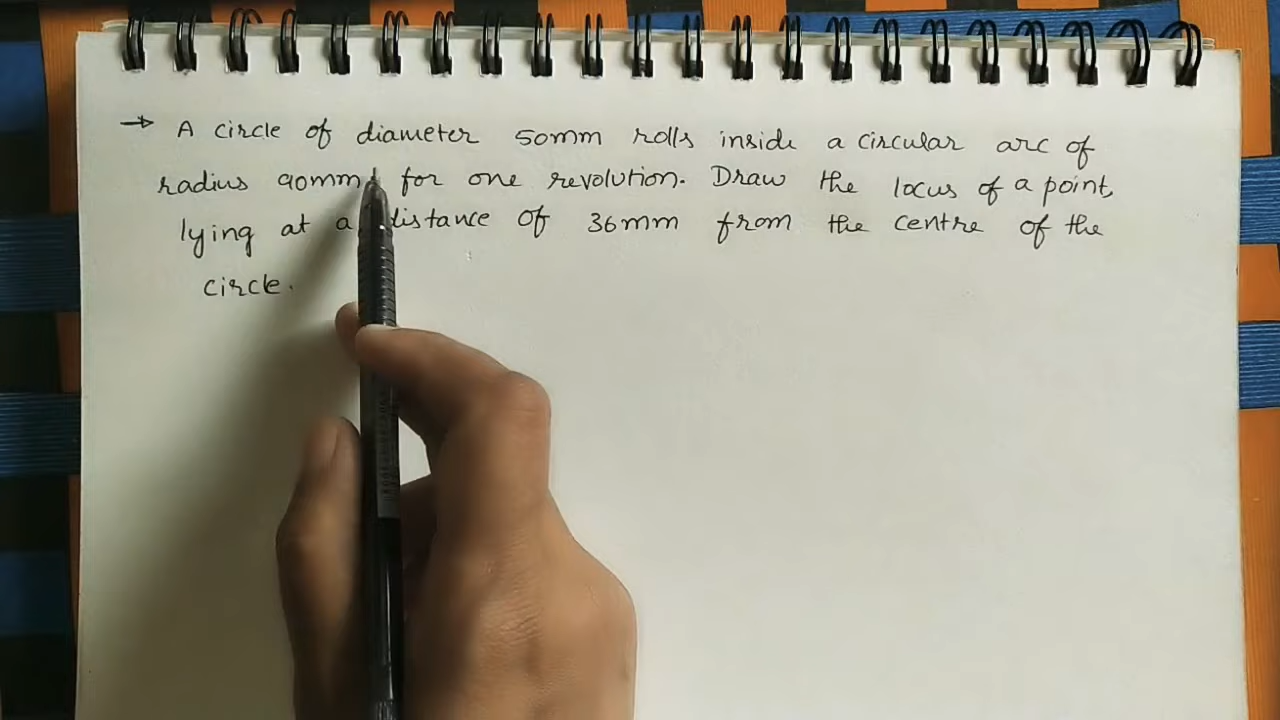 → A circle of diameter 50mm rolls inside a circular arc of
radius 90mm for one revolution. Draw the locus of a point,
lying at a distance of 36mm from the centre of the
circle.